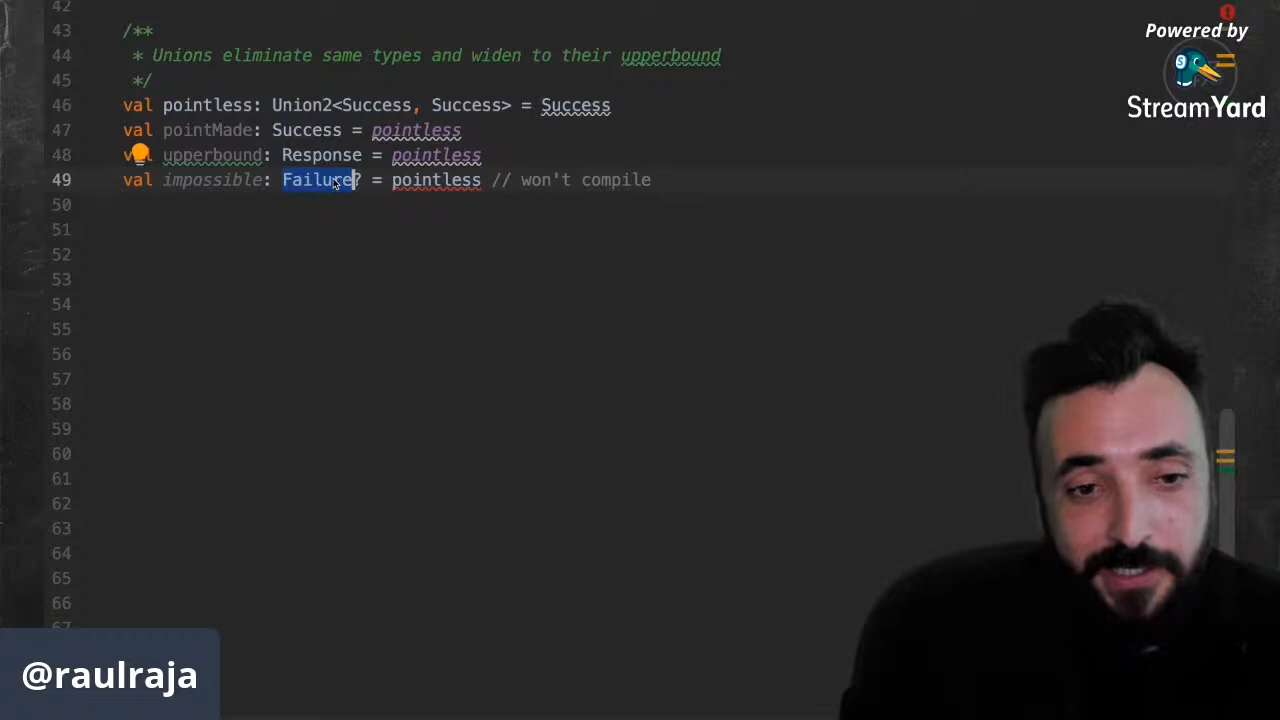 42
43 /**
44 * Unions eliminate same types and widen to their upperbound
45 */
46 val pointless: Union2<Success, Success> = Success
47 val pointMade: Success = pointless
48 val upperbound: Response = pointless
49 val impossible: Failure? = pointless // won't compile
50
51
52
53
54
55
56
57
58
59
60
61
62
63
64
65
66
67
Powered by
StreamYard
@raulraja